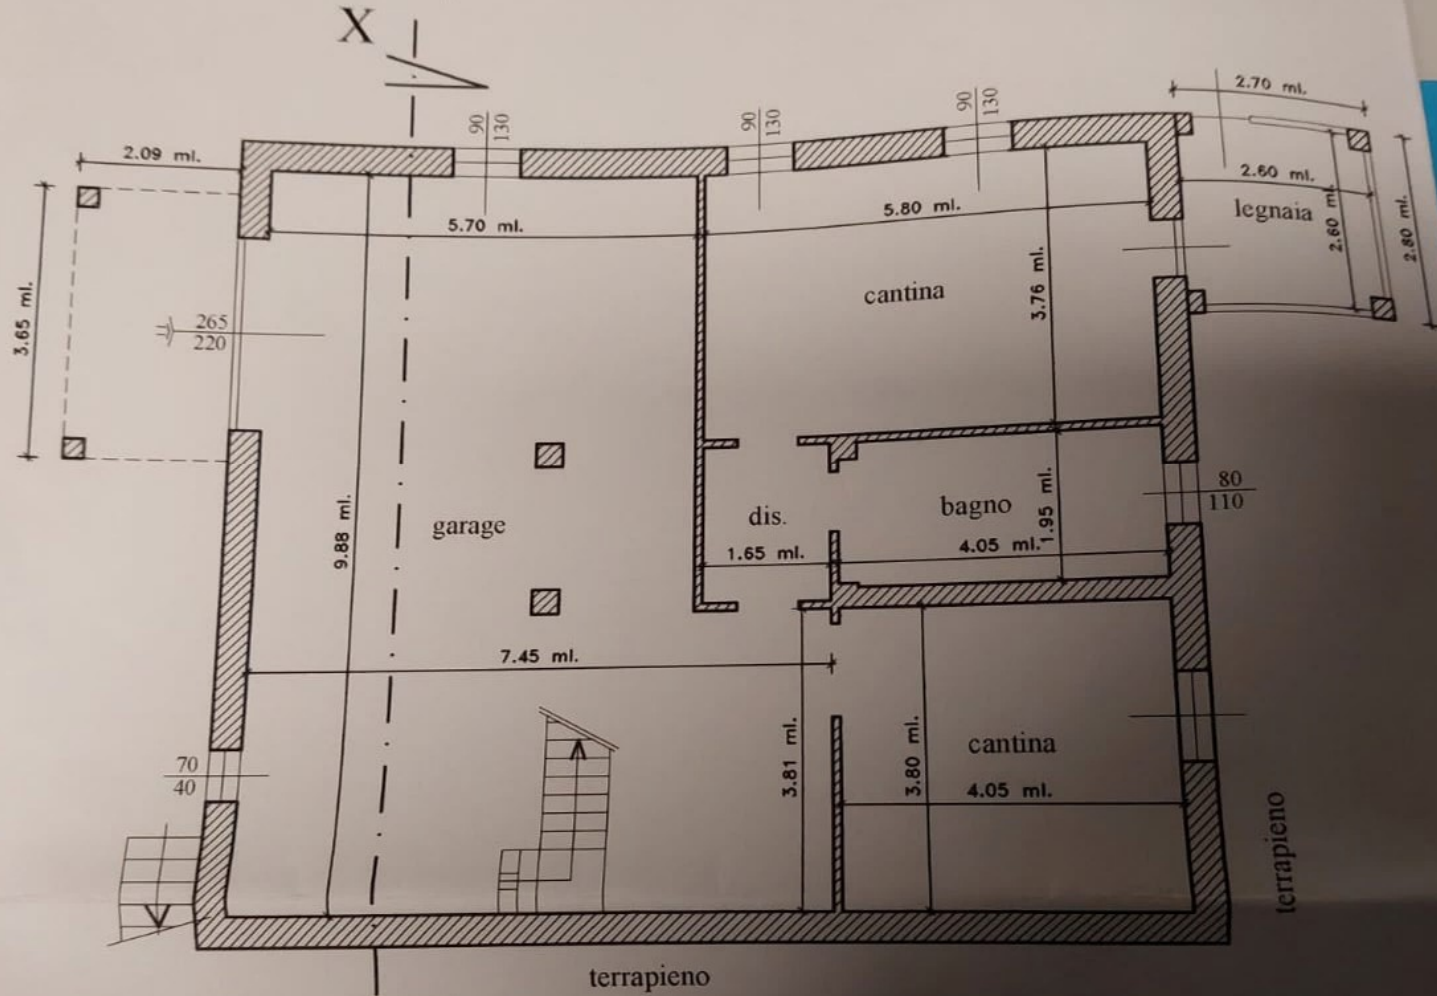 X
90
130
90
130
90
130
2.70 ml.
2.09 ml.
2.60 ml.
legnaia
2.60 ml.
2.80 ml.
5.70 ml.
5.80 ml.
3.65 ml.
265
220
cantina
3.76 ml.
9.88 ml.
garage
dis.
1.65 ml.
bagno
4.05 ml.
1.95 ml.
80
110
7.45 ml.
70
40
3.81 ml.
3.80 ml.
cantina
4.05 ml.
terrapieno
terrapieno